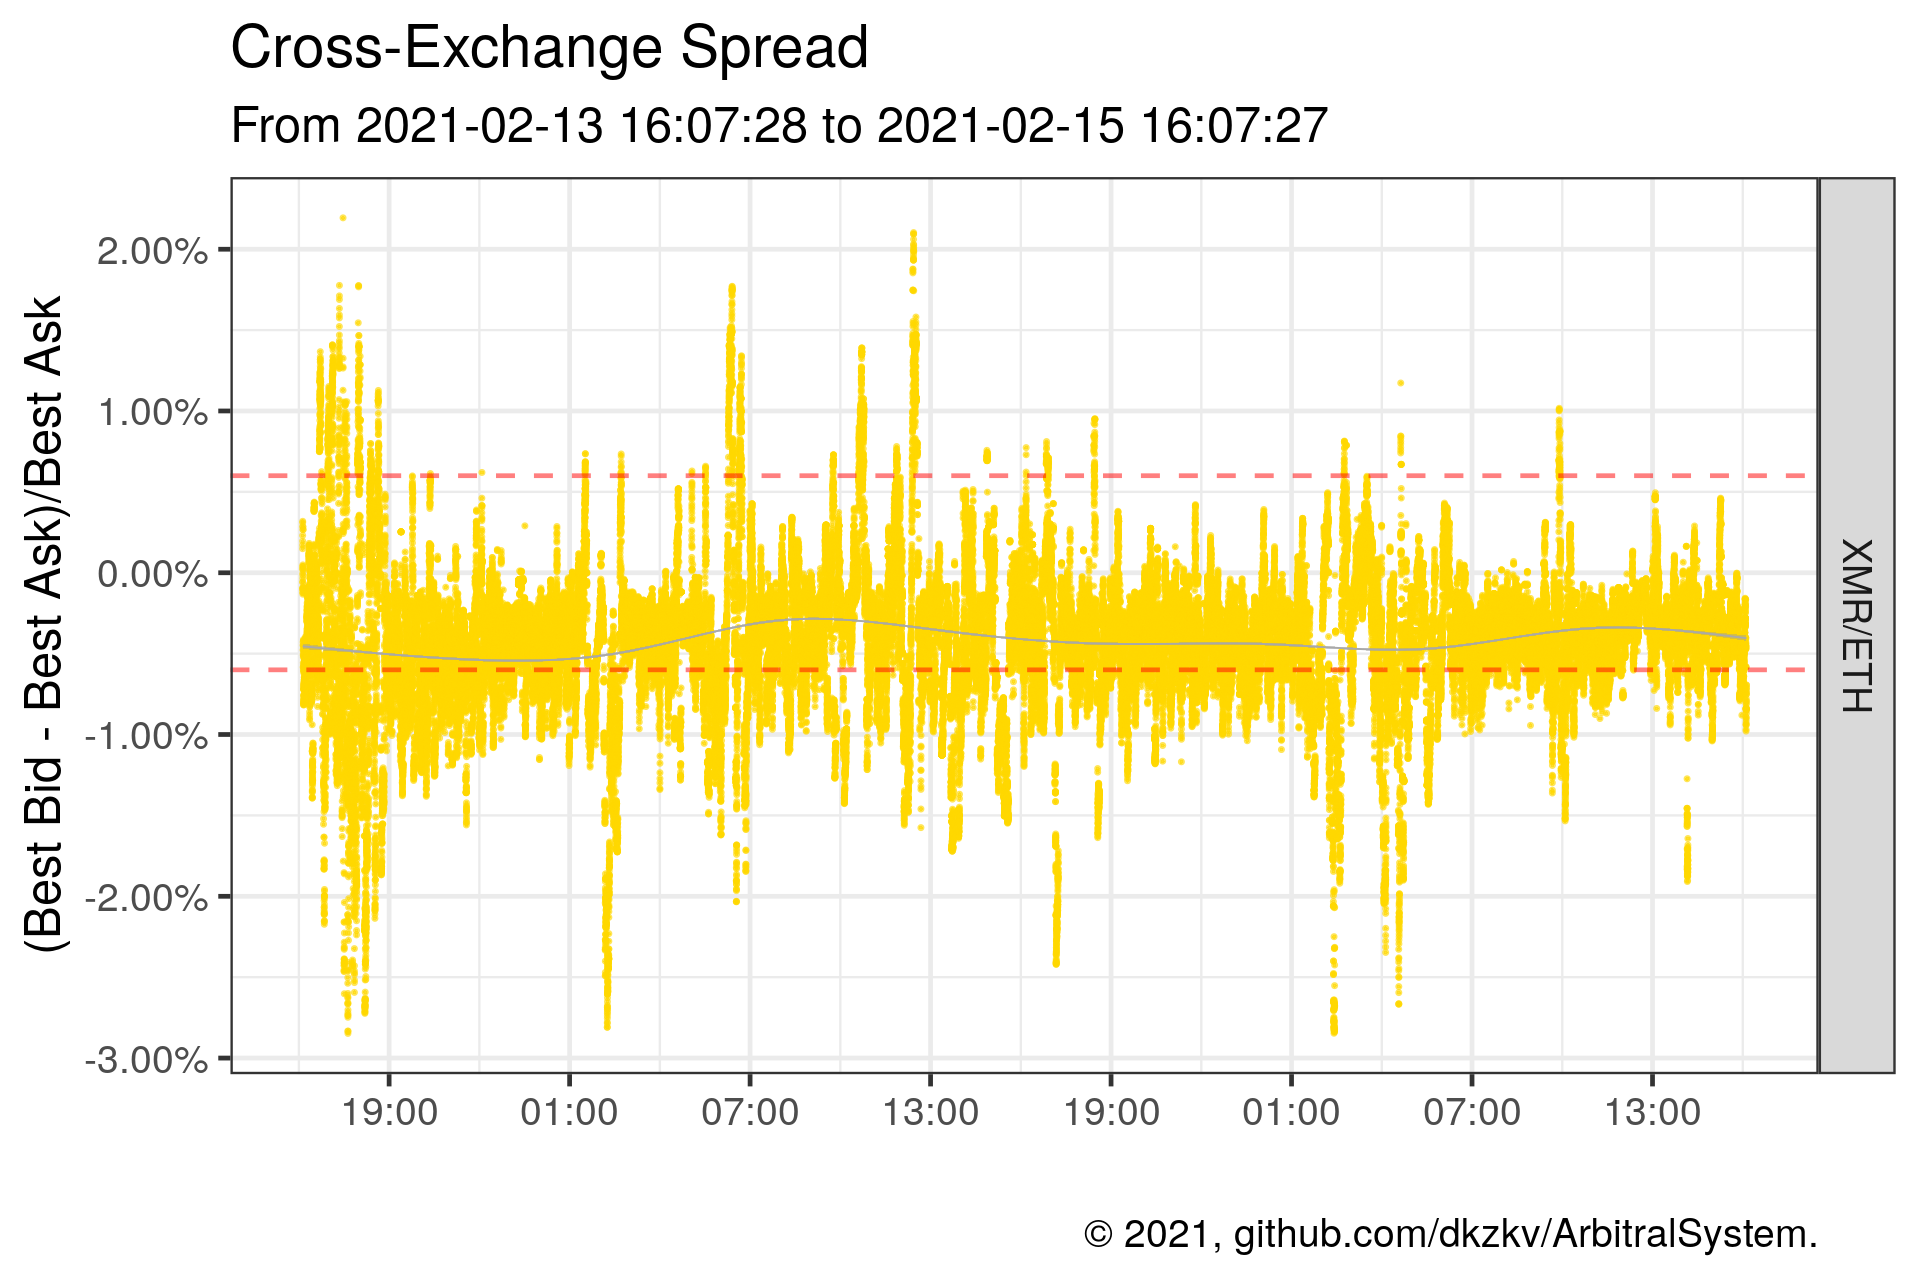 Cross-Exchange Spread
From 2021-02-13 16:07:28 to 2021-02-15 16:07:27
(Best Bid - Best Ask)/Best Ask
2.00%
1.00%
0.00%
-1.00%
-2.00%
-3.00%
XMR/ETH
19:00 01:00 07:00 13:00 19:00 01:00 07:00 13:00
© 2021, github.com/dkzkv/ArbitralSystem.